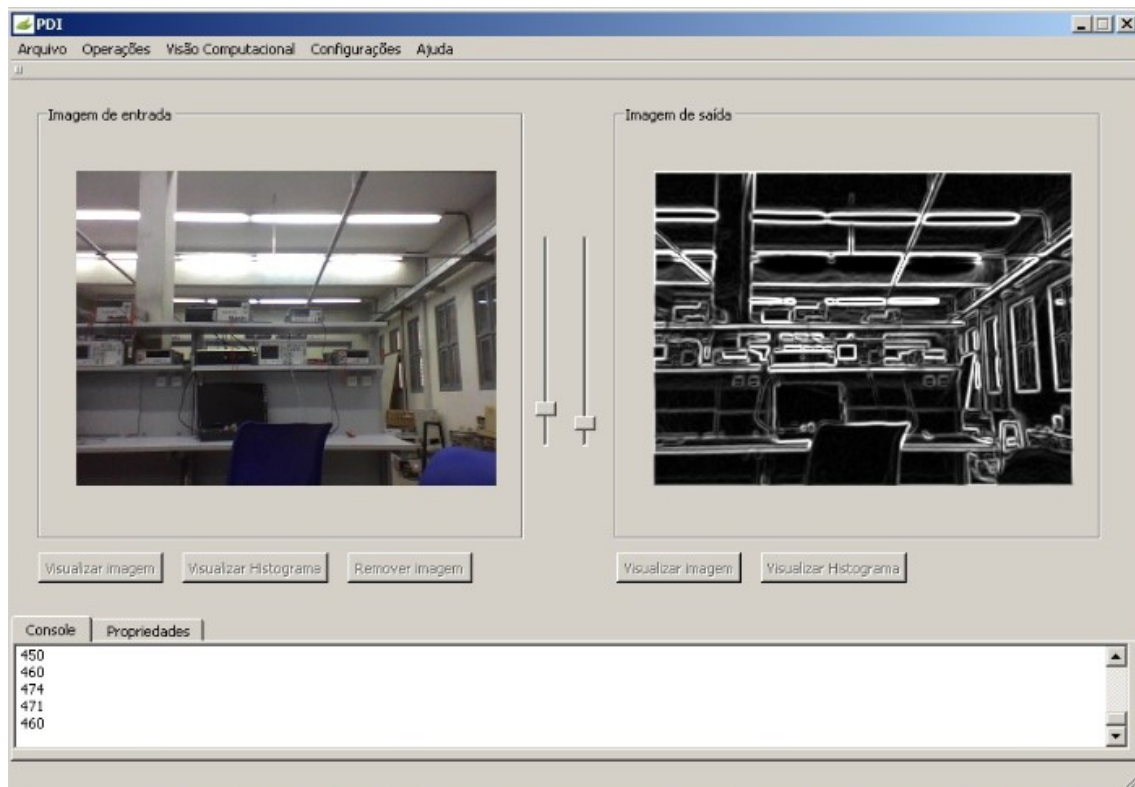 PDI
Arquivo Operações Visão Computacional Configurações Ajuda
Imagem de entrada
Imagem de saída
Visualizar imagem Visualizar Histograma Remover imagem Visualizar imagem Visualizar Histograma
Console Propriedades
450
460
474
471
460